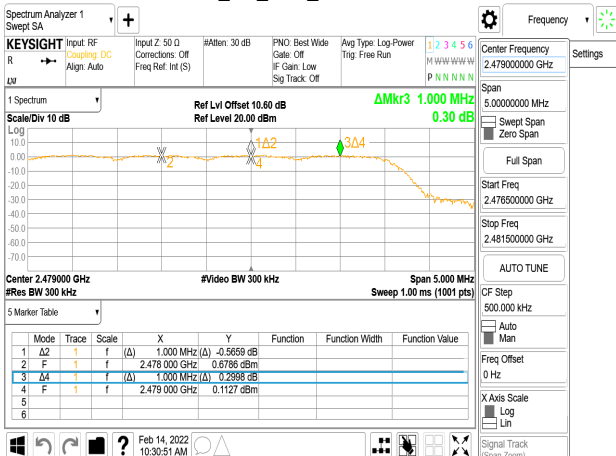 Spectrum Analyzer 1
Swept SA
Frequency
KEYSIGHT
R
LXI
Input: RF
Coupling: DC
Align: Auto
Input Z: 50 Ω
Corrections: Off
Freq Ref: Int (S)
#Atten: 30 dB
PNO: Best Wide
Gate: Off
IF Gain: Low
Sig Track: Off
Avg Type: Log-Power
Trig: Free Run
1 2 3 4 5 6
M W W W W W
P N N N N N
1 Spectrum
Scale/Div 10 dB
Ref Lvl Offset 10.60 dB
Ref Level 20.00 dBm
ΔMkr3 1.000 MHz
0.30 dB
Log
10.0
0.00
-10.0
-20.0
-30.0
-40.0
-50.0
-60.0
-70.0
2
1Δ2
4
3Δ4
Center 2.479000 GHz
#Res BW 300 kHz
#Video BW 300 kHz
Span 5.000 MHz
Sweep 1.00 ms (1001 pts)
5 Marker Table
Mode Trace Scale X Y Function Function Width Function Value
1 Δ2 1 f (Δ) 1.000 MHz (Δ) -0.5659 dB
2 F 1 f 2.478 000 GHz 0.6786 dBm
3 Δ4 1 f (Δ) 1.000 MHz (Δ) 0.2998 dB
4 F 1 f 2.479 000 GHz 0.1127 dBm
5
6
Feb 14, 2022
10:30:51 AM
Center Frequency
2.479000000 GHz
Settings
Span
5.00000000 MHz
Swept Span
Zero Span
Full Span
Start Freq
2.476500000 GHz
Stop Freq
2.481500000 GHz
AUTO TUNE
CF Step
500.000 kHz
Auto
Man
Freq Offset
0 Hz
X Axis Scale
Log
Lin
Signal Track
(Span Zoom)